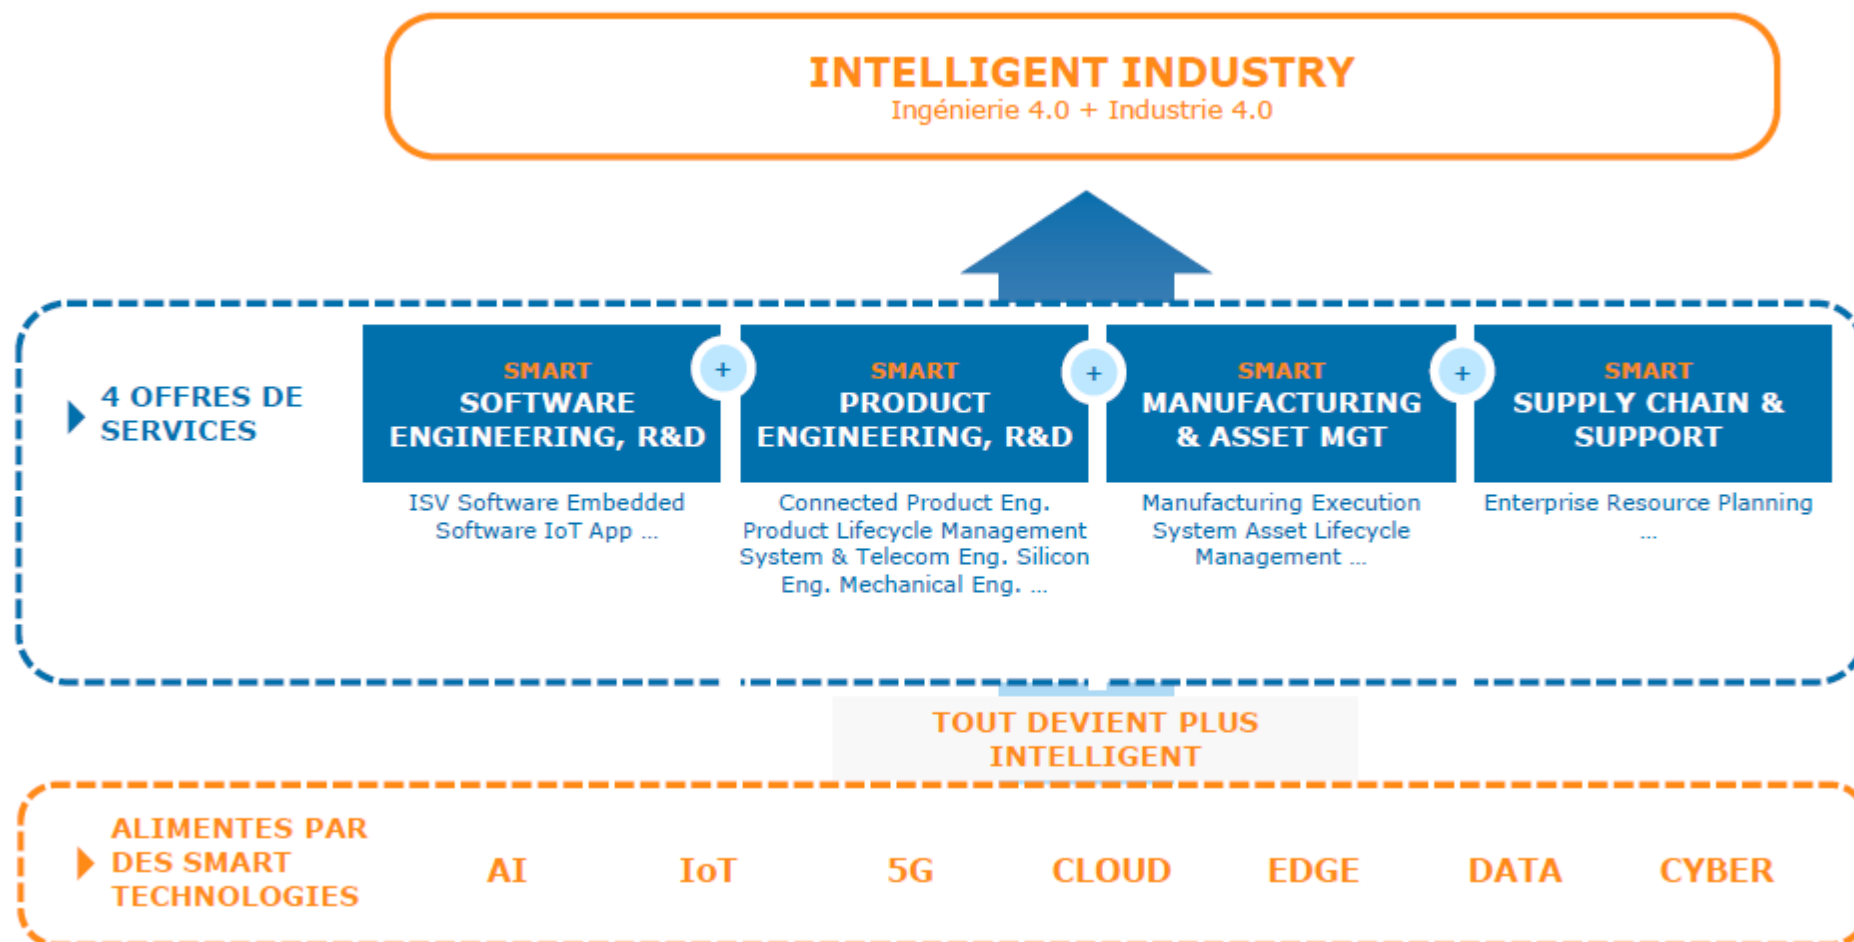 INTELLIGENT INDUSTRY
Ingénierie 4.0 + Industrie 4.0
4 OFFRES DE
SERVICES
SMART
SOFTWARE
ENGINEERING, R&D
ISV Software Embedded
Software IoT App ...
+
SMART
PRODUCT
ENGINEERING, R&D
Connected Product Eng.
Product Lifecycle Management
System & Telecom Eng. Silicon
Eng. Mechanical Eng. ...
+
SMART
MANUFACTURING
& ASSET MGT
Manufacturing Execution
System Asset Lifecycle
Management ...
+
SMART
SUPPLY CHAIN &
SUPPORT
Enterprise Resource Planning
...
TOUT DEVIENT PLUS
INTELLIGENT
ALIMENTES PAR
DES SMART
TECHNOLOGIES
AI
IoT
5G
CLOUD
EDGE
DATA
CYBER